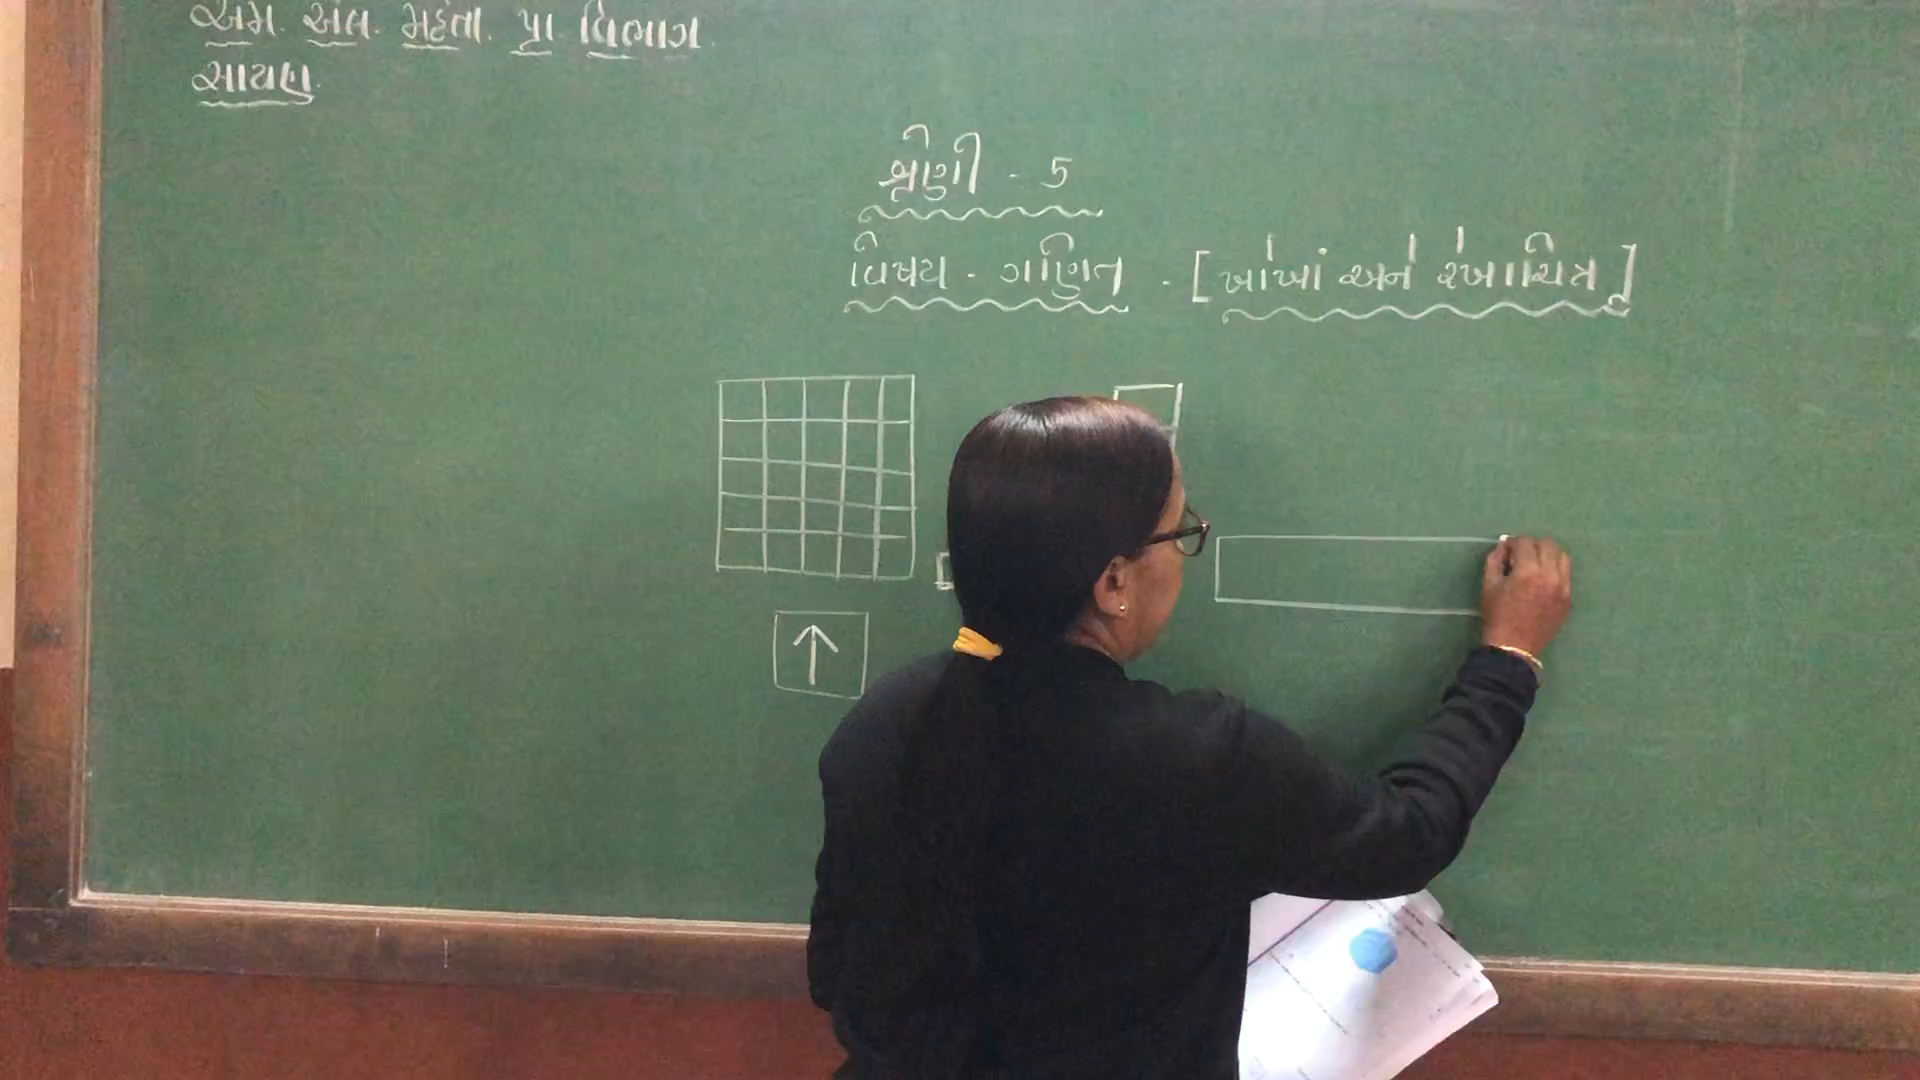 એમ. એલ. મહેતા. પ્રા. વિભાગ.
સાયણ.
શ્રેણી - 5
વિષય - ગણિત - [ ખોખાં અને રેખાચિત્ર ]